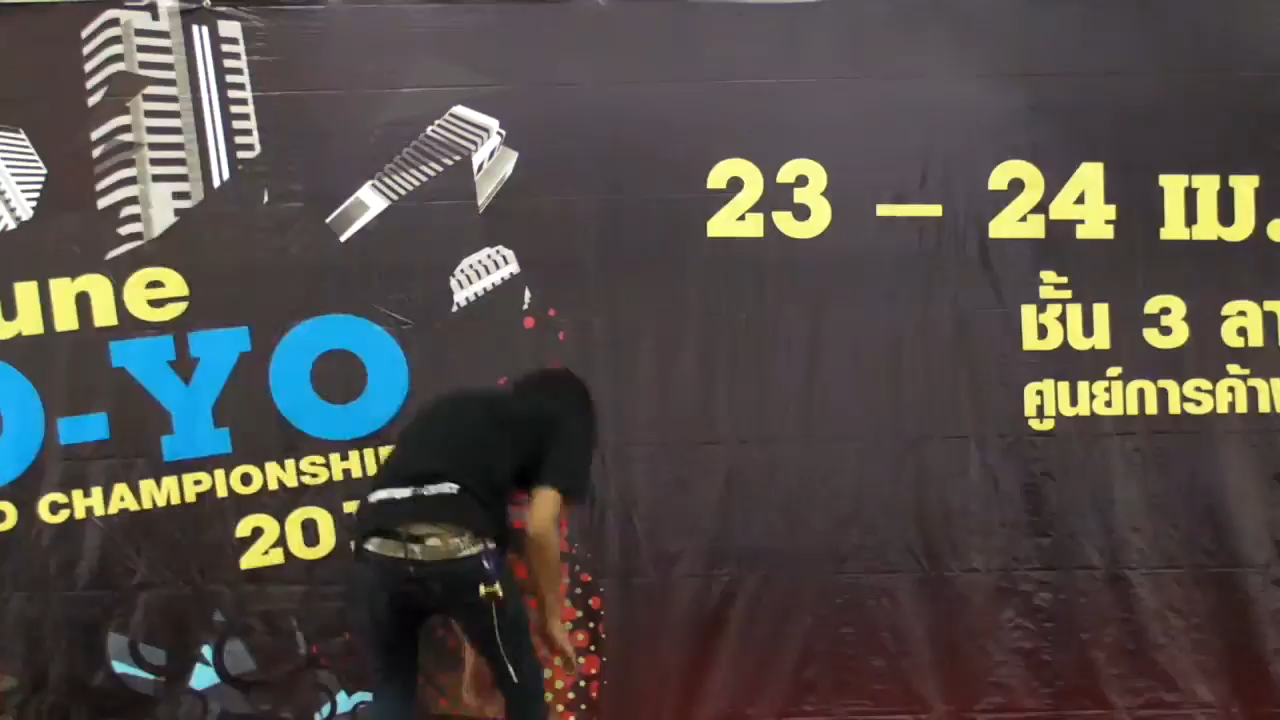 une
O-YO
O CHAMPIONSHI
20
23 – 24 เม.
ชั้น 3 ลา
ศูนย์การค้า